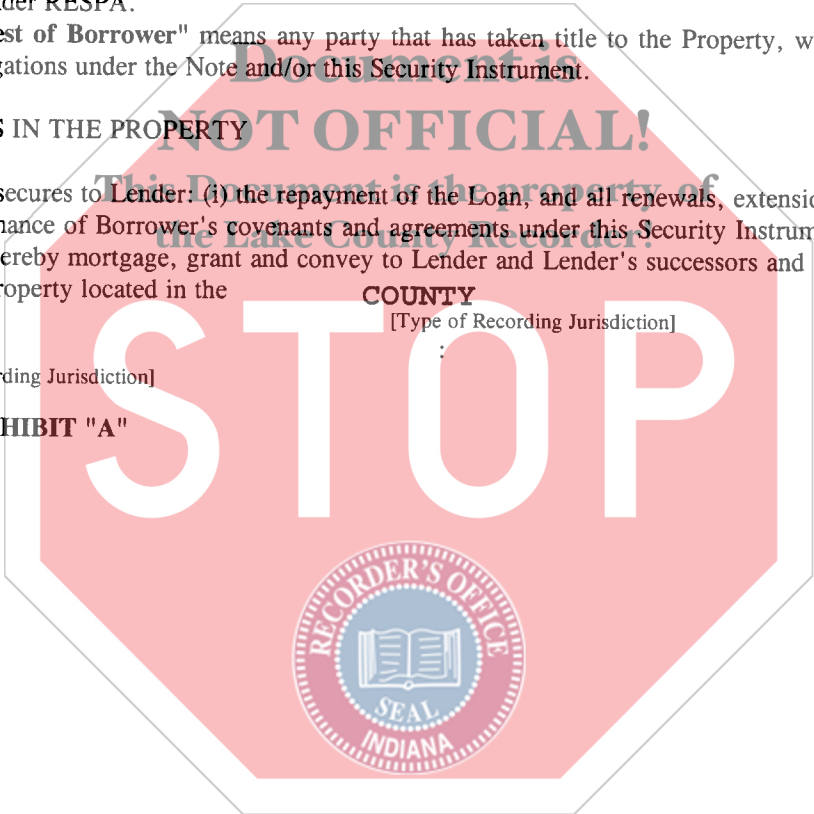 der RESPA.
est of Borrower" means any party that has taken title to the Property, w
gations under the Note and/or this Security Instrument.
Document is
NOT OFFICIAL!
S IN THE PROPERTY
This Document is the property of
the Lake County Recorder!
secures to Lender: (i) the repayment of the Loan, and all renewals, extensio
nance of Borrower's covenants and agreements under this Security Instrum
ereby mortgage, grant and convey to Lender and Lender's successors and
roperty located in the COUNTY
[Type of Recording Jurisdiction]
:
rding Jurisdiction]
HIBIT "A"
STOP
RECORDER'S OFFICE
SEAL
INDIANA